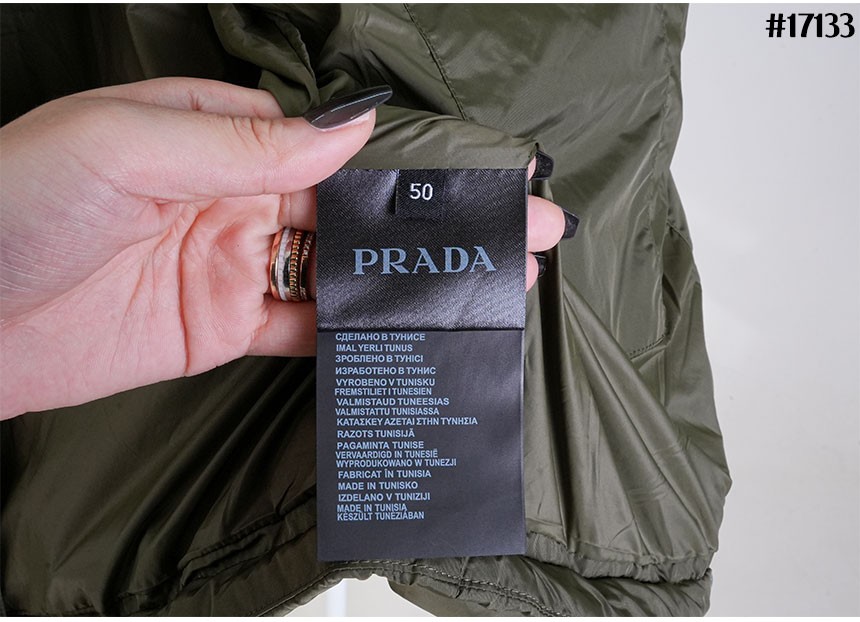 #17133
50
PRADA
СДЕЛАНО В ТУНИСЕ
IMAL YERLI TUNUS
ЗРОБЛЕНО В ТУНІСІ
ИЗРАБОТЕНО В ТУНИС
VYROBENO V TUNISKU
FREMSTILIET I TUNESIEN
VALMISTAUD TUNEESIAS
VALMISTATTU TUNISIASSA
ΚΑΤΑΣΚΕΥ ΑΖΕΤΑΙ ΣΤΗΝ ΤΥΝΗΣΙΑ
RAZOTS TUNISIJĀ
PAGAMINTA TUNISE
VERVAARDIGD IN TUNESIË
WYPRODUKOWANO W TUNEZJI
FABRICAT ÎN TUNISIA
MADE IN TUNISKO
IZDELANO V TUNIZIJI
MADE IN TUNISIA
KÉSZÜLT TUNÉZIÁBAN